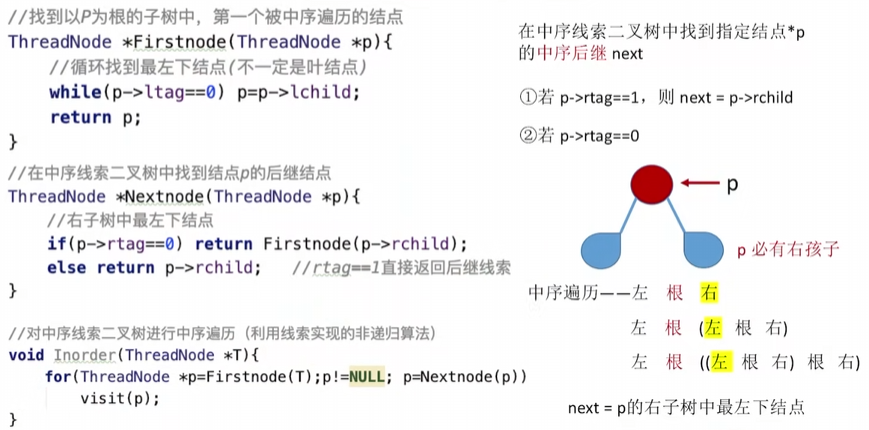 //找到以P为根的子树中，第一个被中序遍历的结点
ThreadNode *Firstnode(ThreadNode *p){
//循环找到最左下结点(不一定是叶结点)
while(p->ltag==0) p=p->lchild;
return p;
}
//在中序线索二叉树中找到结点p的后继结点
ThreadNode *Nextnode(ThreadNode *p){
//右子树中最左下结点
if(p->rtag==0) return Firstnode(p->rchild);
else return p->rchild; //rtag==1直接返回后继线索
}
//对中序线索二叉树进行中序遍历（利用线索实现的非递归算法）
void Inorder(ThreadNode *T){
for(ThreadNode *p=Firstnode(T);p!=NULL; p=Nextnode(p))
visit(p);
}
在中序线索二叉树中找到指定结点*p
的中序后继 next
①若 p->rtag==1，则 next = p->rchild
②若 p->rtag==0
p
p 必有右孩子
中序遍历——左 根 右
左 根 (左 根 右)
左 根 ((左 根 右) 根 右)
next = p的右子树中最左下结点